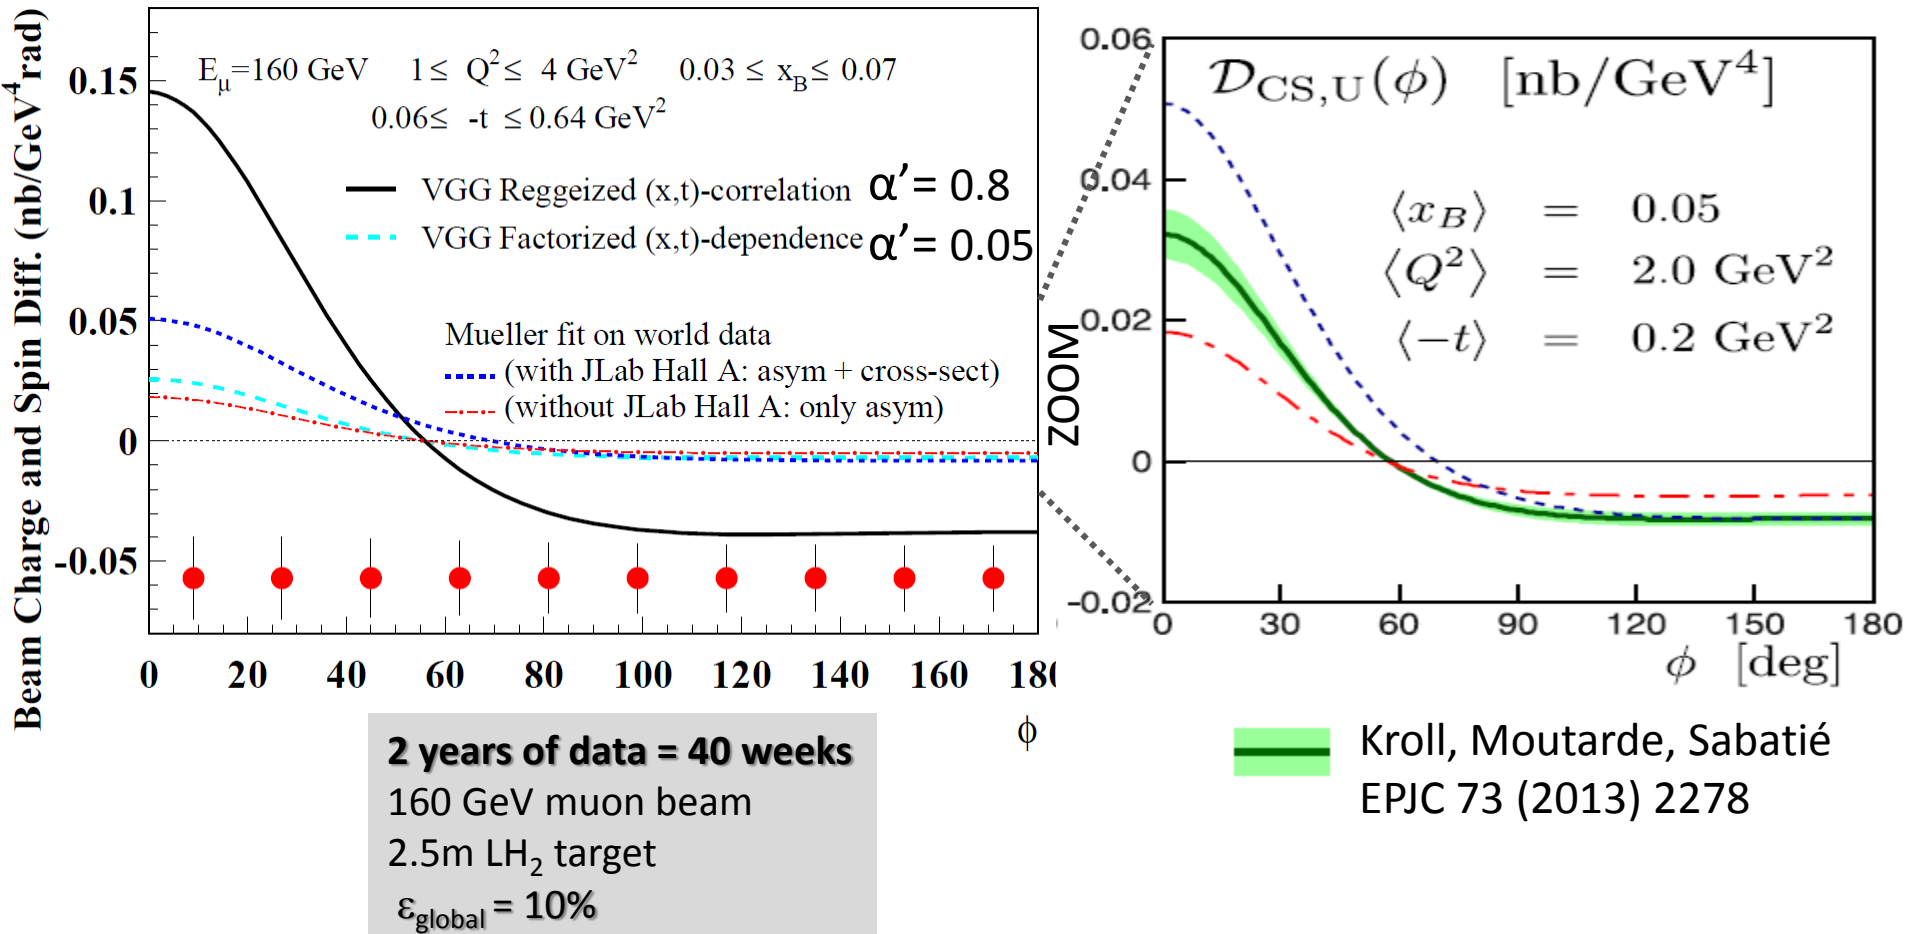 Beam Charge and Spin Diff. (nb/GeV⁴rad)
E_μ=160 GeV 1≤ Q²≤ 4 GeV² 0.03 ≤ x_B≤ 0.07
0.06≤ -t ≤0.64 GeV²
VGG Reggeized (x,t)-correlation α’= 0.8
VGG Factorized (x,t)-dependence α’= 0.05
Mueller fit on world data
(with JLab Hall A: asym + cross-sect)
(without JLab Hall A: only asym)
0.15
0.1
0.05
0
-0.05
0 20 40 60 80 100 120 140 160 180
ϕ
ZOOM
𝒟_CS,U(ϕ) [nb/GeV⁴]
⟨x_B⟩ = 0.05
⟨Q²⟩ = 2.0 GeV²
⟨−t⟩ = 0.2 GeV²
0.06
0.04
0.02
0
-0.02
0 30 60 90 120 150 180
ϕ [deg]
2 years of data = 40 weeks
160 GeV muon beam
2.5m LH₂ target
ε_global = 10%
Kroll, Moutarde, Sabatié
EPJC 73 (2013) 2278